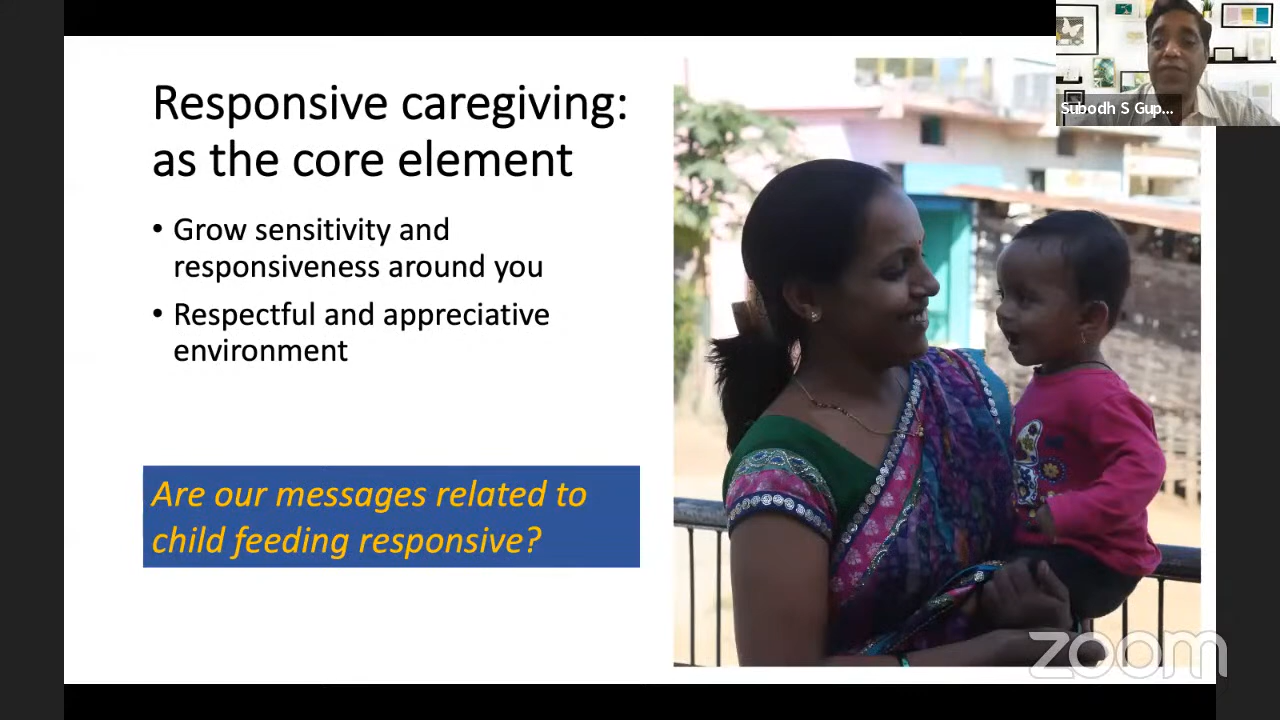 Responsive caregiving:
as the core element
• Grow sensitivity and
responsiveness around you
• Respectful and appreciative
environment
Are our messages related to
child feeding responsive?
Subodh S Gup...
zoom